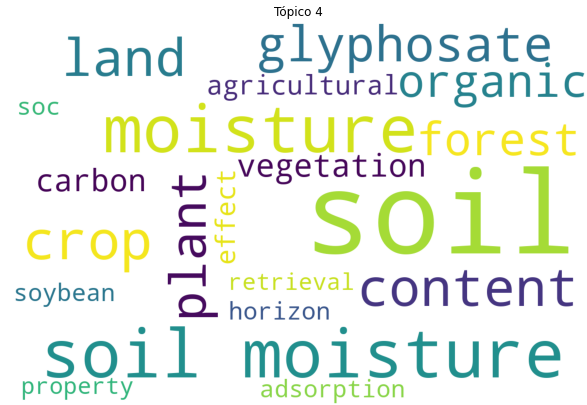 Tópico 4
glyphosate
land
agricultural
organic
soc
moisture
forest
vegetation
carbon
plant
effect
soil
crop
retrieval
content
soybean
horizon
soil moisture
property
adsorption